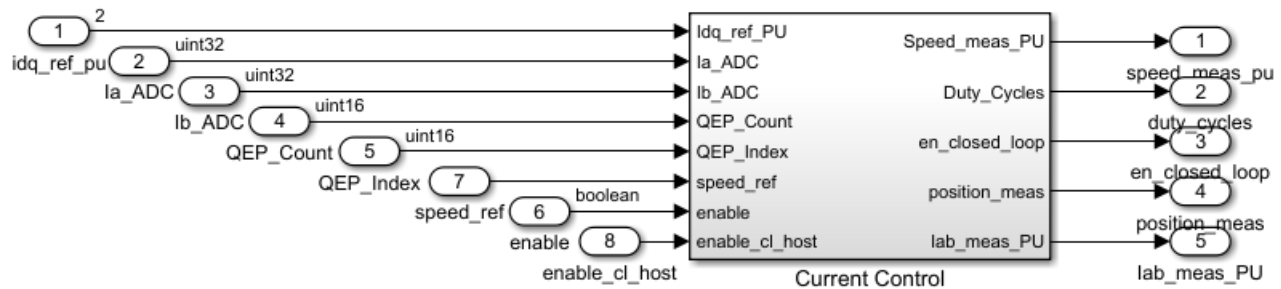 1
2
idq_ref_pu
2
uint32
Ia_ADC
3
uint32
Ib_ADC
4
uint16
QEP_Count
5
uint16
QEP_Index
7
speed_ref
6
boolean
enable
8
enable_cl_host
Idq_ref_PU
Ia_ADC
Ib_ADC
QEP_Count
QEP_Index
speed_ref
enable
enable_cl_host
Speed_meas_PU
Duty_Cycles
en_closed_loop
position_meas
Iab_meas_PU
Current Control
1
speed_meas_pu
2
duty_cycles
3
en_closed_loop
4
position_meas
5
Iab_meas_PU